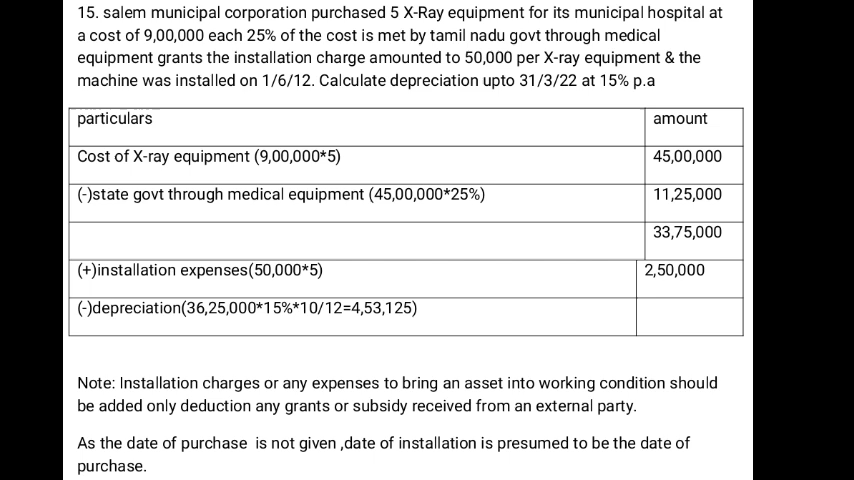 15. salem municipal corporation purchased 5 X-Ray equipment for its municipal hospital at
a cost of 9,00,000 each 25% of the cost is met by tamil nadu govt through medical
equipment grants the installation charge amounted to 50,000 per X-ray equipment & the
machine was installed on 1/6/12. Calculate depreciation upto 31/3/22 at 15% p.a
particulars amount
Cost of X-ray equipment (9,00,000*5) 45,00,000
(-)state govt through medical equipment (45,00,000*25%) 11,25,000
33,75,000
(+)installation expenses(50,000*5) 2,50,000
(-)depreciation(36,25,000*15%*10/12=4,53,125)
Note: Installation charges or any expenses to bring an asset into working condition should
be added only deduction any grants or subsidy received from an external party.
As the date of purchase is not given ,date of installation is presumed to be the date of
purchase.